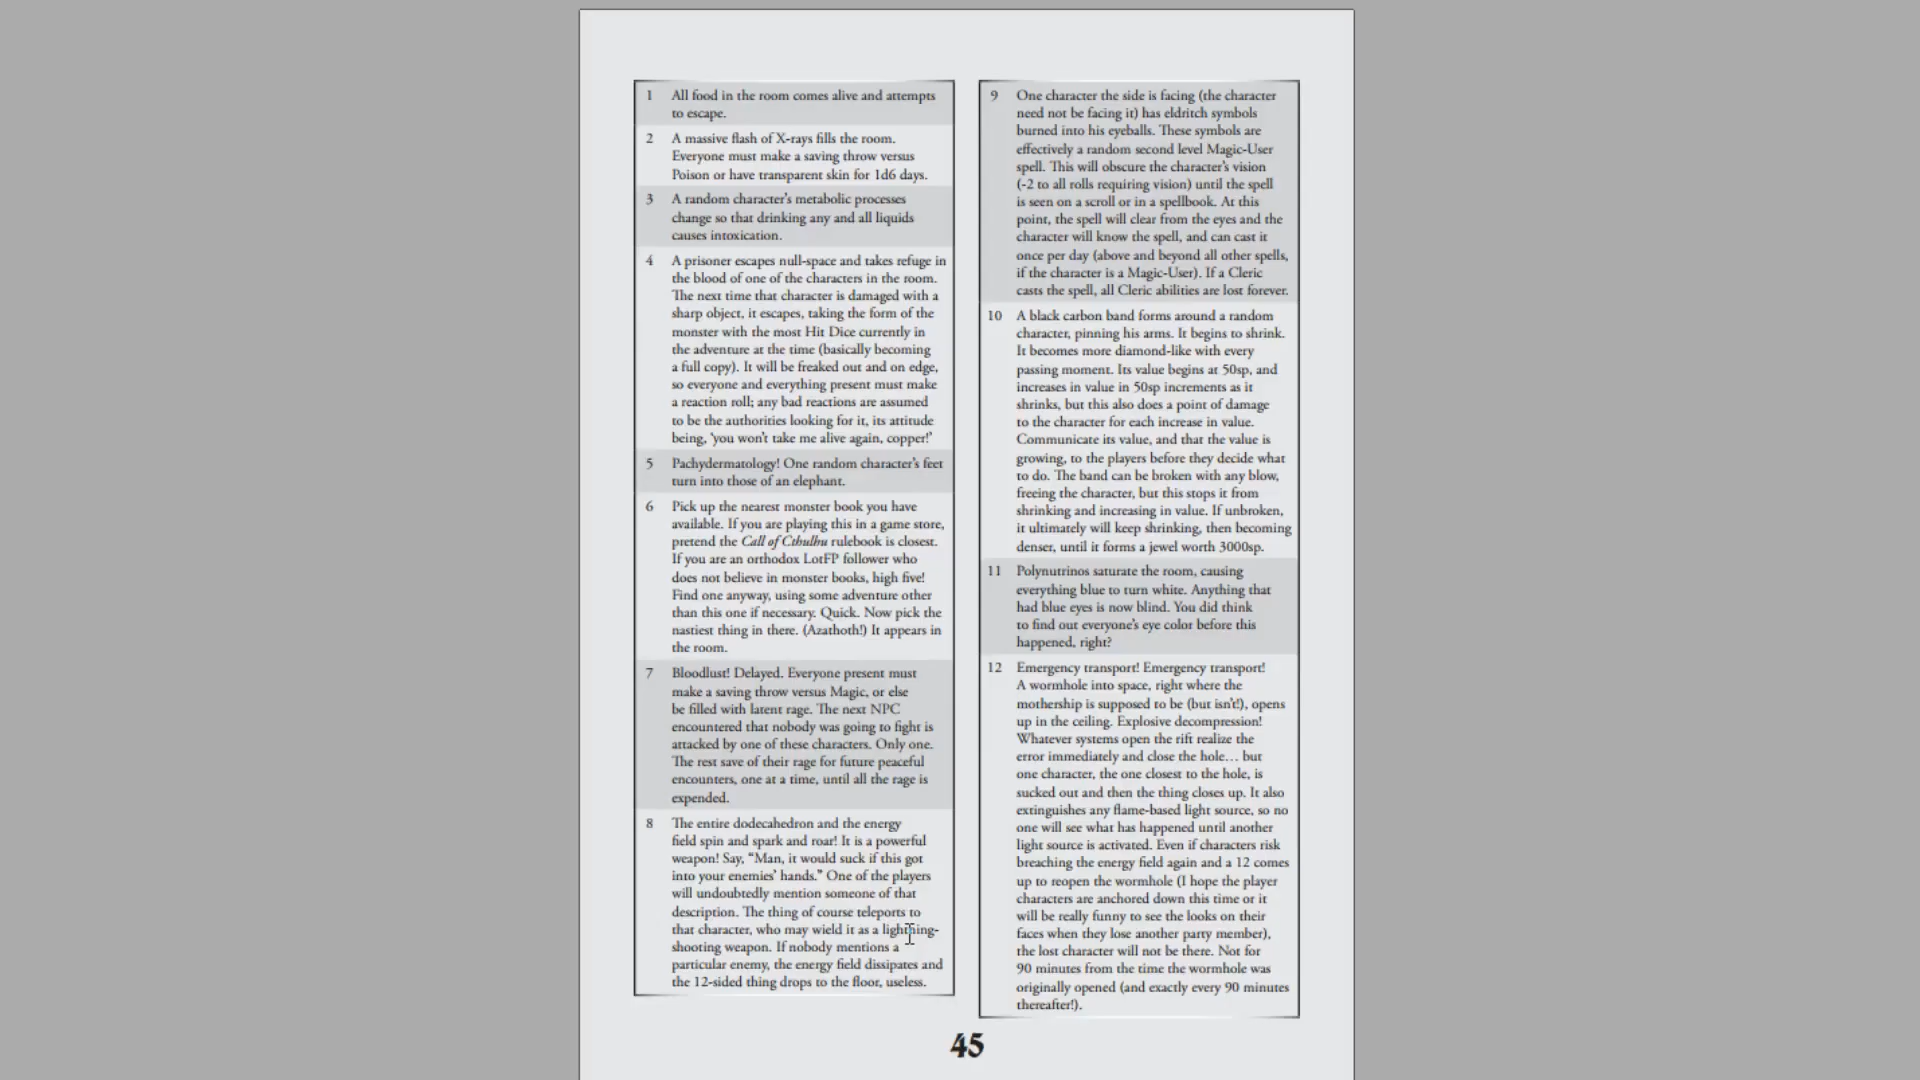 1 All food in the room comes alive and attempts
to escape.
2 A massive flash of X-rays fills the room.
Everyone must make a saving throw versus
Poison or have transparent skin for 1d6 days.
3 A random character's metabolic processes
change so that drinking any and all liquids
causes intoxication.
4 A prisoner escapes null-space and takes refuge in
the blood of one of the characters in the room.
The next time that character is damaged with a
sharp object, it escapes, taking the form of the
monster with the most Hit Dice currently in
the adventure at the time (basically becoming
a full copy). It will be freaked out and on edge,
so everyone and everything present must make
a reaction roll; any bad reactions are assumed
to be the authorities looking for it, its attitude
being, 'you won't take me alive again, copper!'
5 Pachydermatology! One random character's feet
turn into those of an elephant.
6 Pick up the nearest monster book you have
available. If you are playing this in a game store,
pretend the Call of Cthulhu rulebook is closest.
If you are an orthodox LotFP follower who
does not believe in monster books, high five!
Find one anyway, using some adventure other
than this one if necessary. Quick. Now pick the
nastiest thing in there. (Azathoth!) It appears in
the room.
7 Bloodlust! Delayed. Everyone present must
make a saving throw versus Magic, or else
be filled with latent rage. The next NPC
encountered that nobody was going to fight is
attacked by one of these characters. Only one.
The rest save of their rage for future peaceful
encounters, one at a time, until all the rage is
expended.
8 The entire dodecahedron and the energy
field spin and spark and roar! It is a powerful
weapon! Say, "Man, it would suck if this got
into your enemies' hands." One of the players
will undoubtedly mention someone of that
description. The thing of course teleports to
that character, who may wield it as a lightning-
shooting weapon. If nobody mentions a
particular enemy, the energy field dissipates and
the 12-sided thing drops to the floor, useless.
9 One character the side is facing (the character
need not be facing it) has eldritch symbols
burned into his eyeballs. These symbols are
effectively a random second level Magic-User
spell. This will obscure the character's vision
(-2 to all rolls requiring vision) until the spell
is seen on a scroll or in a spellbook. At this
point, the spell will clear from the eyes and the
character will know the spell, and can cast it
once per day (above and beyond all other spells,
if the character is a Magic-User). If a Cleric
casts the spell, all Cleric abilities are lost forever.
10 A black carbon band forms around a random
character, pinning his arms. It begins to shrink.
It becomes more diamond-like with every
passing moment. Its value begins at 50sp, and
increases in value in 50sp increments as it
shrinks, but this also does a point of damage
to the character for each increase in value.
Communicate its value, and that the value is
growing, to the players before they decide what
to do. The band can be broken with any blow,
freeing the character, but this stops it from
shrinking and increasing in value. If unbroken,
it ultimately will keep shrinking, then becoming
denser, until it forms a jewel worth 3000sp.
11 Polynutrinos saturate the room, causing
everything blue to turn white. Anything that
had blue eyes is now blind. You did think
to find out everyone's eye color before this
happened, right?
12 Emergency transport! Emergency transport!
A wormhole into space, right where the
mothership is supposed to be (but isn't!), opens
up in the ceiling. Explosive decompression!
Whatever systems open the rift realize the
error immediately and close the hole… but
one character, the one closest to the hole, is
sucked out and then the thing closes up. It also
extinguishes any flame-based light source, so no
one will see what has happened until another
light source is activated. Even if characters risk
breaching the energy field again and a 12 comes
up to reopen the wormhole (I hope the player
characters are anchored down this time or it
will be really funny to see the looks on their
faces when they lose another party member),
the lost character will not be there. Not for
90 minutes from the time the wormhole was
originally opened (and exactly every 90 minutes
thereafter!).
45